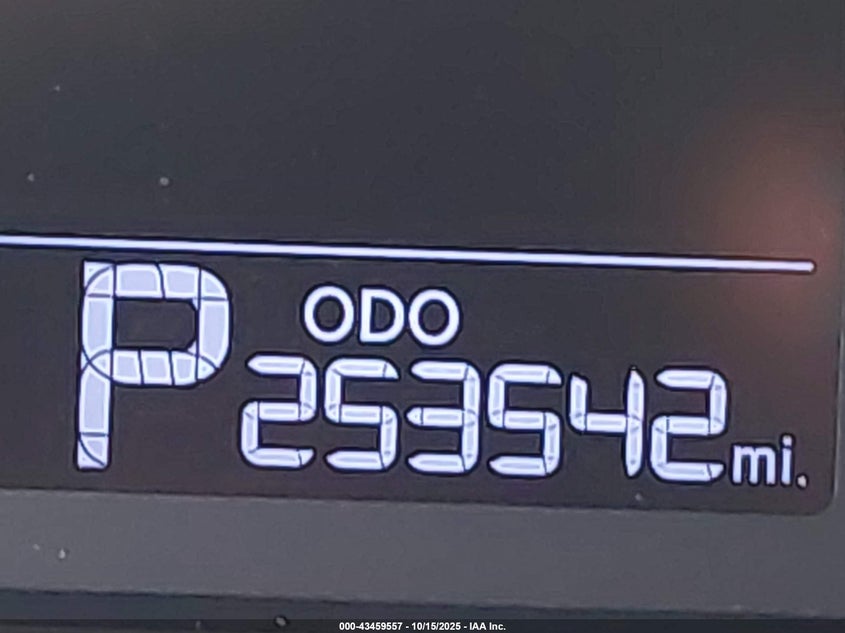 P
ODO
253542 mi.
000-43459557 - 10/15/2025 - IAA Inc.